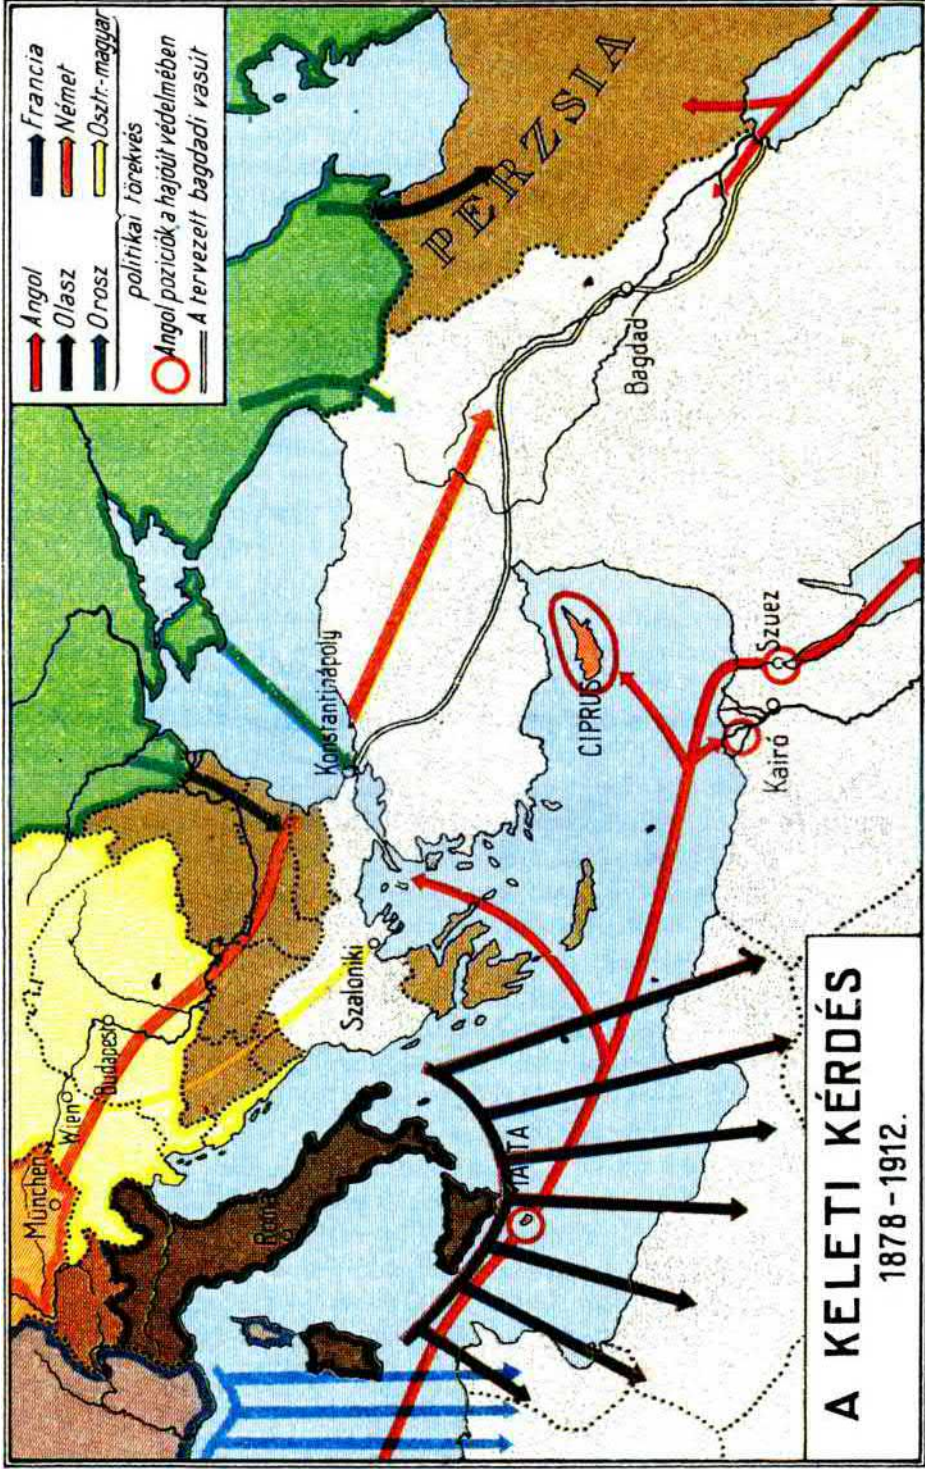 Angol
Olasz
Orosz
Francia
Német
Osztr.-magyar
politikai törekvés
Angol poziciók a hajóút védelmében
A tervezett bagdadi vasút
PERZSIA
München
Wien
Budapest
Roma
Szaloniki
Konstantinápoly
Bagdad
MALTA
CIPRUS
Kairó
Szuez
A KELETI KÉRDÉS
1878-1912.